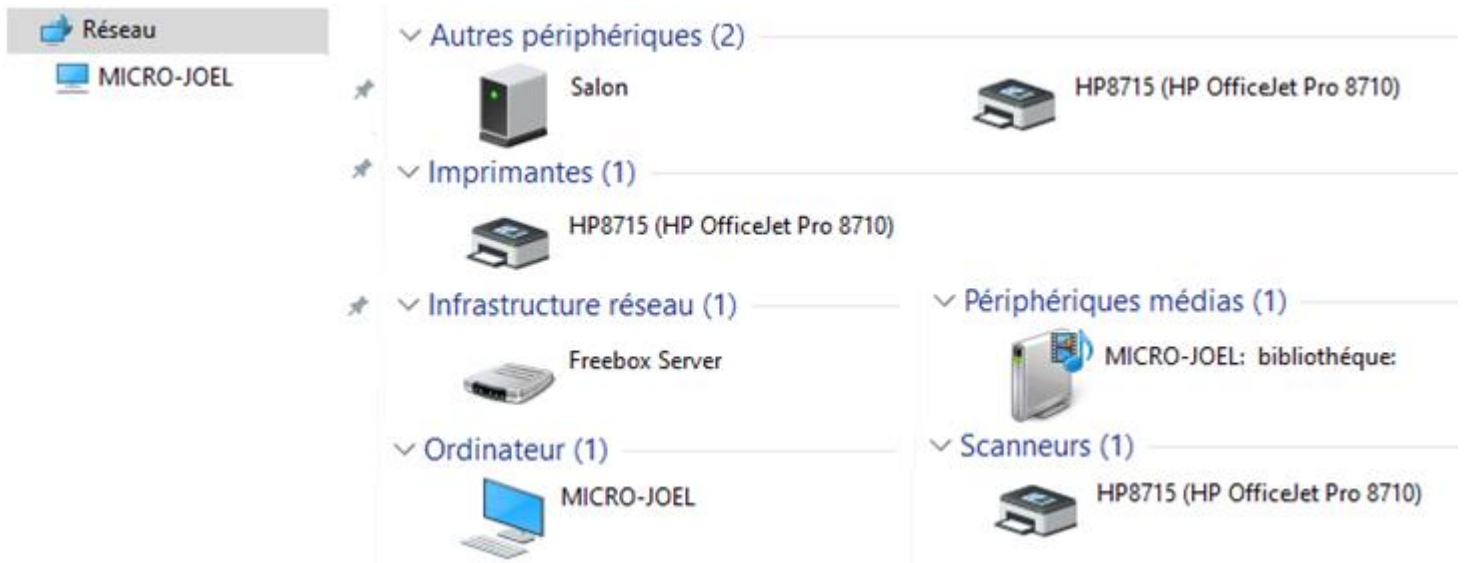 Réseau
MICRO-JOEL
Autres périphériques (2)
Salon
HP8715 (HP OfficeJet Pro 8710)
Imprimantes (1)
HP8715 (HP OfficeJet Pro 8710)
Infrastructure réseau (1)
Freebox Server
Périphériques médias (1)
MICRO-JOEL: bibliothéque:
Ordinateur (1)
MICRO-JOEL
Scanneurs (1)
HP8715 (HP OfficeJet Pro 8710)